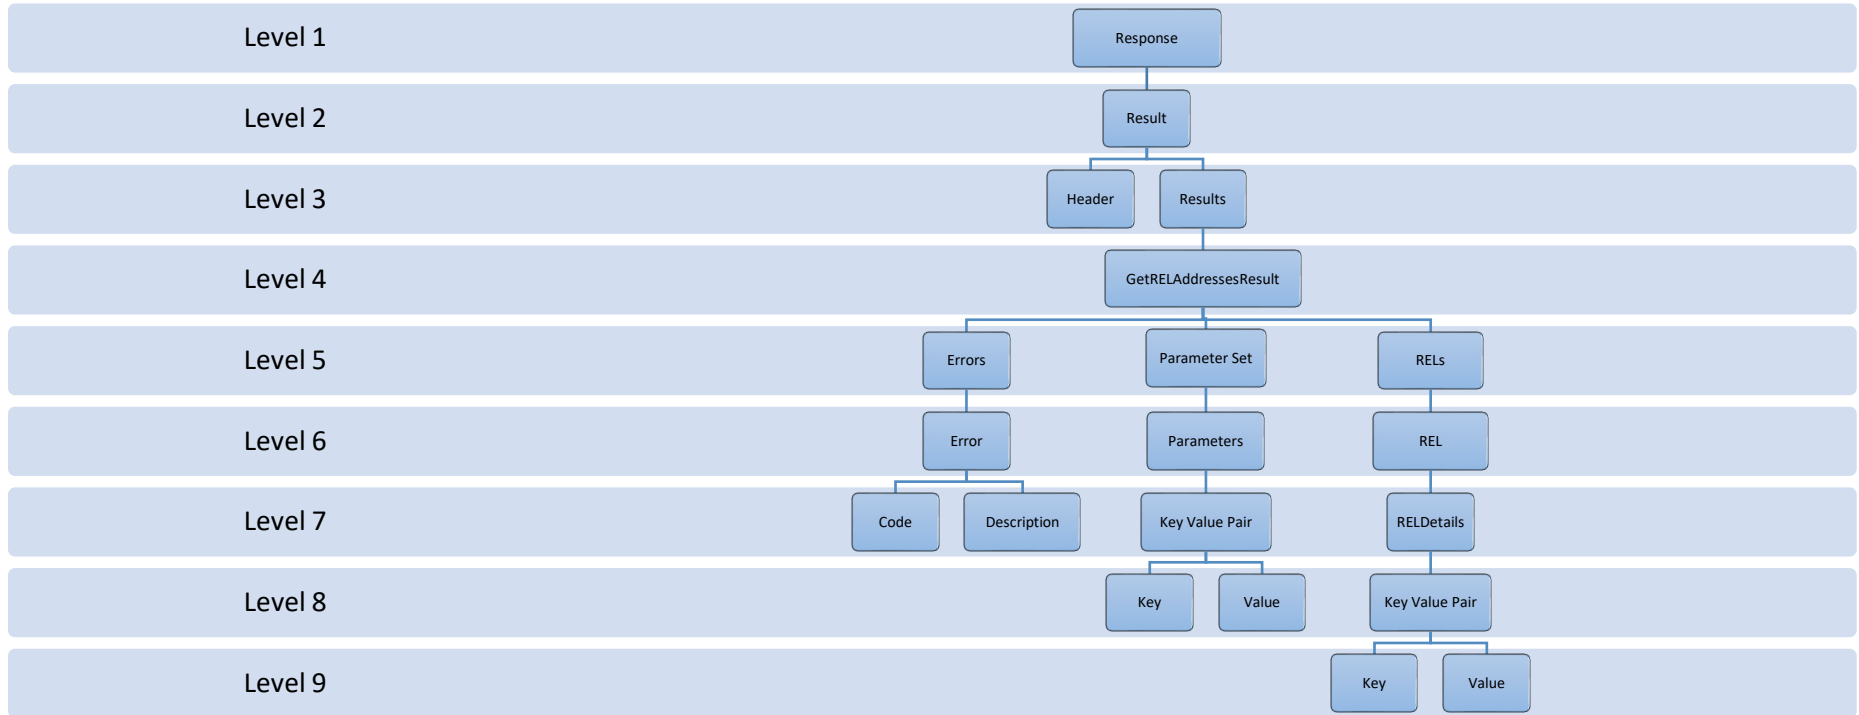 Level 1
Response
Level 2
Result
Level 3
Header
Results
Level 4
GetRELAddressesResult
Level 5
Errors
Parameter Set
RELs
Level 6
Error
Parameters
REL
Level 7
Code
Description
Key Value Pair
RELDetails
Level 8
Key
Value
Key Value Pair
Level 9
Key
Value